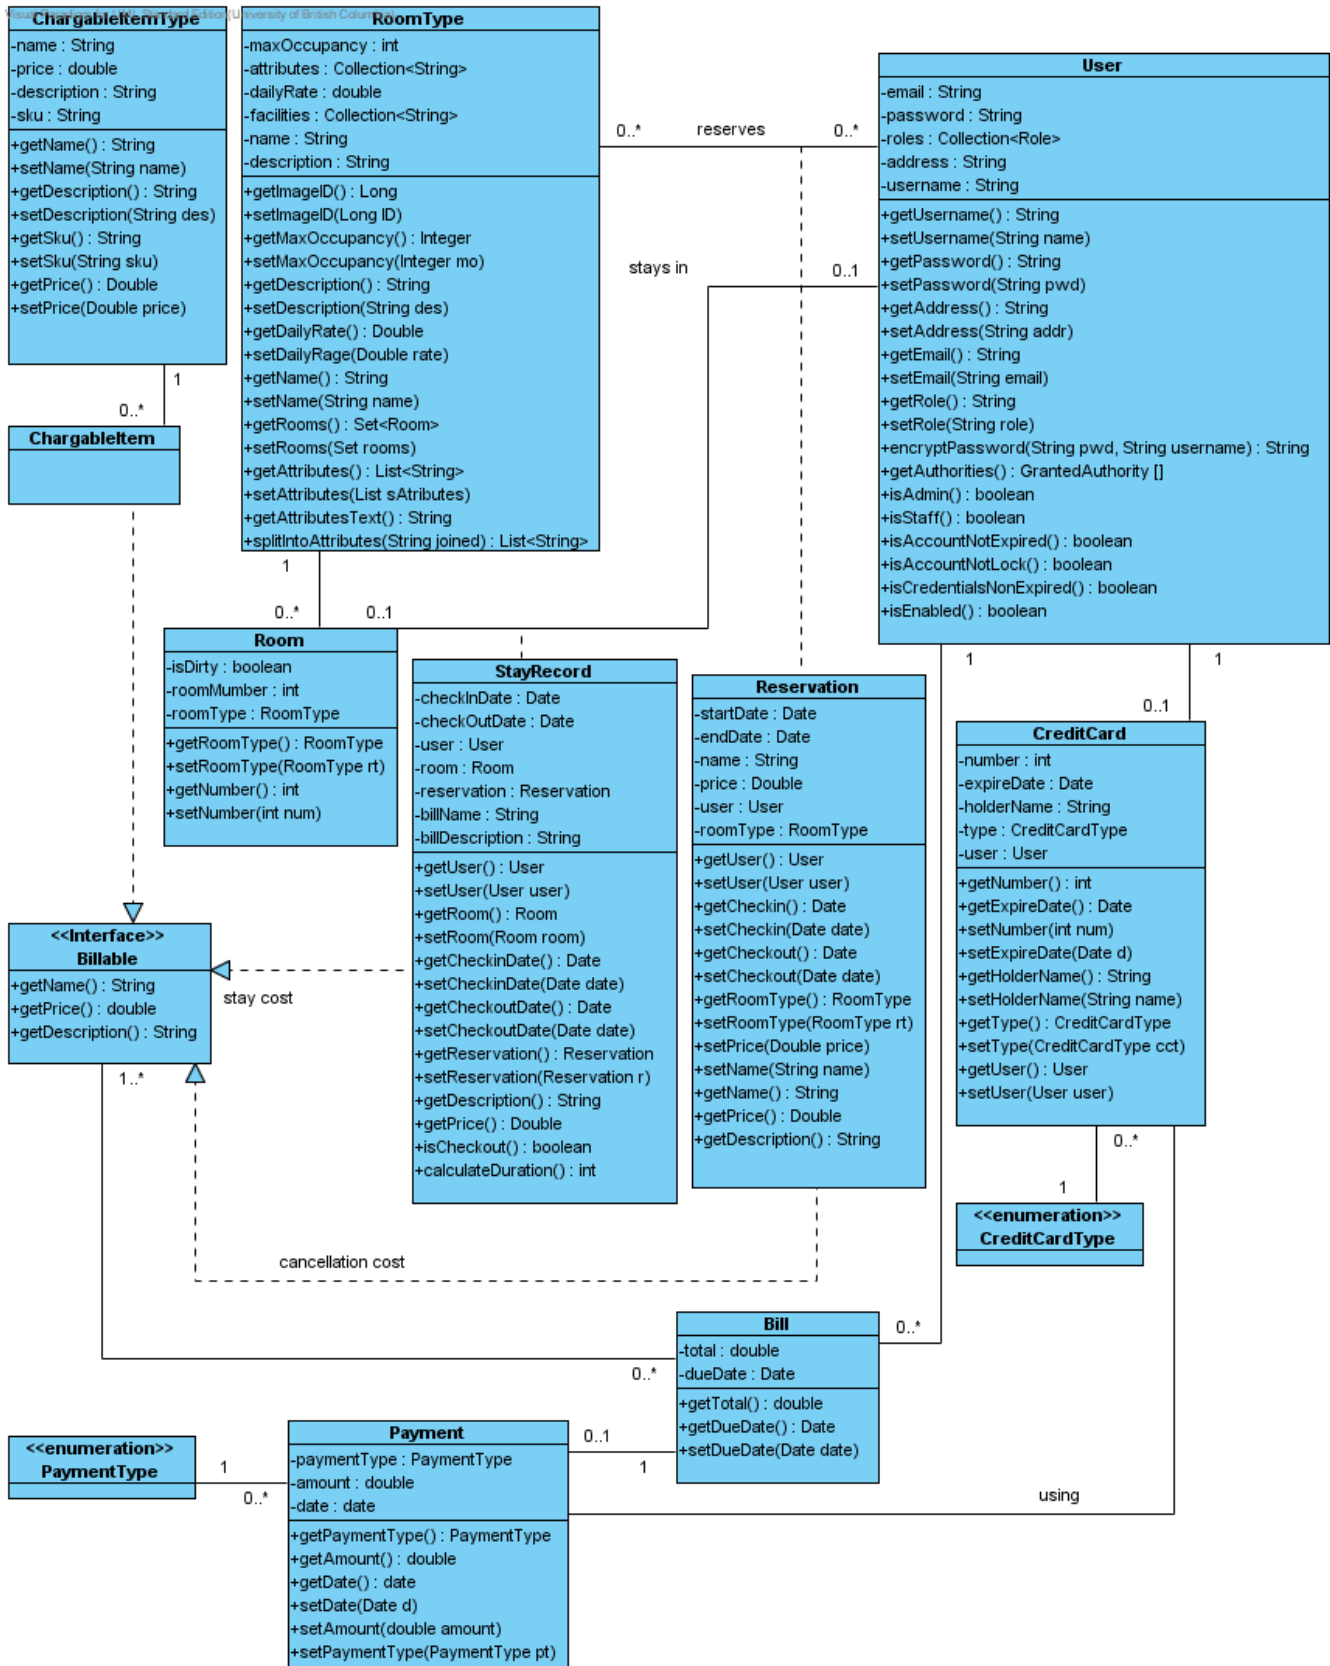 Visual Paradigm for UML Standard Edition(University of British Columbia)
ChargableItemType
-name : String
-price : double
-description : String
-sku : String
+getName() : String
+setName(String name)
+getDescription() : String
+setDescription(String des)
+getSku() : String
+setSku(String sku)
+getPrice() : Double
+setPrice(Double price)
RoomType
-maxOccupancy : int
-attributes : Collection<String>
-dailyRate : double
-facilities : Collection<String>
-name : String
-description : String
+getImageID() : Long
+setImageID(Long ID)
+getMaxOccupancy() : Integer
+setMaxOccupancy(Integer mo)
+getDescription() : String
+setDescription(String des)
+getDailyRate() : Double
+setDailyRage(Double rate)
+getName() : String
+setName(String name)
+getRooms() : Set<Room>
+setRooms(Set rooms)
+getAttributes() : List<String>
+setAttributes(List sAtributes)
+getAttributesText() : String
+splitIntoAttributes(String joined) : List<String>
0..* reserves 0..*
stays in 0..1
User
-email : String
-password : String
-roles : Collection<Role>
-address : String
-username : String
+getUsername() : String
+setUsername(String name)
+getPassword() : String
+setPassword(String pwd)
+getAddress() : String
+setAddress(String addr)
+getEmail() : String
+setEmail(String email)
+getRole() : String
+setRole(String role)
+encryptPassword(String pwd, String username) : String
+getAuthorities() : GrantedAuthority []
+isAdmin() : boolean
+isStaff() : boolean
+isAccountNotExpired() : boolean
+isAccountNotLock() : boolean
+isCredentialsNonExpired() : boolean
+isEnabled() : boolean
1
0..*
ChargableItem
1
0..* 0..1
Room
-isDirty : boolean
-roomMumber : int
-roomType : RoomType
+getRoomType() : RoomType
+setRoomType(RoomType rt)
+getNumber() : int
+setNumber(int num)
StayRecord
-checkInDate : Date
-checkOutDate : Date
-user : User
-room : Room
-reservation : Reservation
-billName : String
-billDescription : String
+getUser() : User
+setUser(User user)
+getRoom() : Room
+setRoom(Room room)
+getCheckinDate() : Date
+setCheckinDate(Date date)
+getCheckoutDate() : Date
+setCheckoutDate(Date date)
+getReservation() : Reservation
+setReservation(Reservation r)
+getDescription() : String
+getPrice() : Double
+isCheckout() : boolean
+calculateDuration() : int
Reservation
-startDate : Date
-endDate : Date
-name : String
-price : Double
-user : User
-roomType : RoomType
+getUser() : User
+setUser(User user)
+getCheckin() : Date
+setCheckin(Date date)
+getCheckout() : Date
+setCheckout(Date date)
+getRoomType() : RoomType
+setRoomType(RoomType rt)
+setPrice(Double price)
+setName(String name)
+getName() : String
+getPrice() : Double
+getDescription() : String
1 1
0..1
CreditCard
-number : int
-expireDate : Date
-holderName : String
-type : CreditCardType
-user : User
+getNumber() : int
+getExpireDate() : Date
+setNumber(int num)
+setExpireDate(Date d)
+getHolderName() : String
+setHolderName(String name)
+getType() : CreditCardType
+setType(CreditCardType cct)
+getUser() : User
+setUser(User user)
0..*
1
<<enumeration>>
CreditCardType
<<Interface>>
Billable
+getName() : String
+getPrice() : double
+getDescription() : String
stay cost
1..*
cancellation cost
Bill
-total : double
-dueDate : Date
+getTotal() : double
+getDueDate() : Date
+setDueDate(Date date)
0..*
0..*
<<enumeration>>
PaymentType
1
0..*
Payment
-paymentType : PaymentType
-amount : double
-date : date
+getPaymentType() : PaymentType
+getAmount() : double
+getDate() : date
+setDate(Date d)
+setAmount(double amount)
+setPaymentType(PaymentType pt)
0..1
1
using